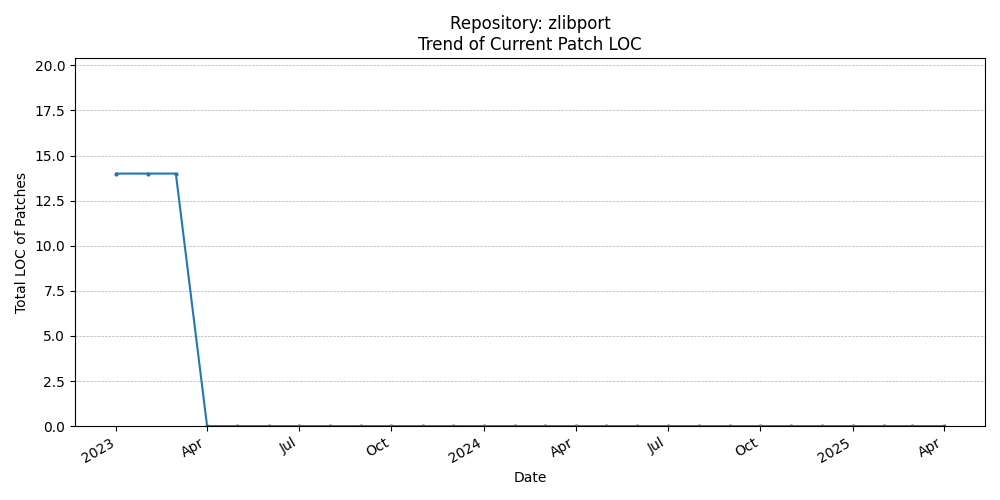 Repository: zlibport
Trend of Current Patch LOC
Total LOC of Patches
20.0
17.5
15.0
12.5
10.0
7.5
5.0
2.5
0.0
2023
Apr
Jul
Oct
2024
Apr
Jul
Oct
2025
Apr
Date